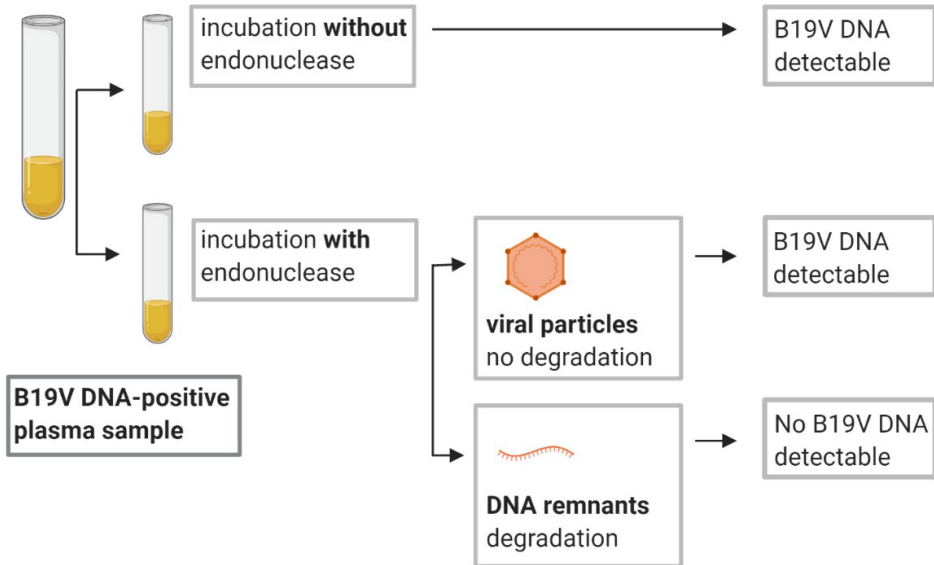 incubation without
endonuclease
B19V DNA
detectable
incubation with
endonuclease
viral particles
no degradation
B19V DNA
detectable
B19V DNA-positive
plasma sample
DNA remnants
degradation
No B19V DNA
detectable